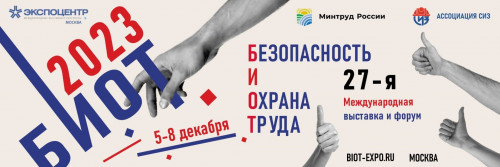 ЭКСПОЦЕНТР
МОСКВА
БИОТ
2023
5-8 декабря
БЕЗОПАСНОСТЬ
И ОХРАНА
ТРУДА
Минтруд России
АССОЦИАЦИЯ СИЗ
27-я
Международная
выставка и форум
BIOT-EXPO.RU
МОСКВА